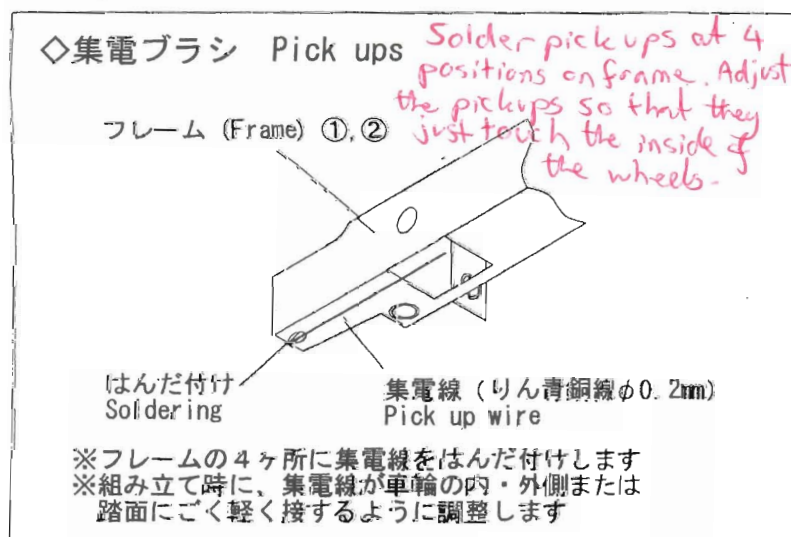 ◇集電ブラシ Pick ups
Solder pick ups at 4
positions on frame. Adjust
the pickups so that they
just touch the inside of
the wheels.
フレーム (Frame) ①,②
はんだ付け
Soldering
集電線 (りん青銅線φ0.2mm)
Pick up wire
※フレームの4ヶ所に集電線をはんだ付けします
※組み立て時に、集電線が車輪の内・外側または
踏面にごく軽く接するように調整します